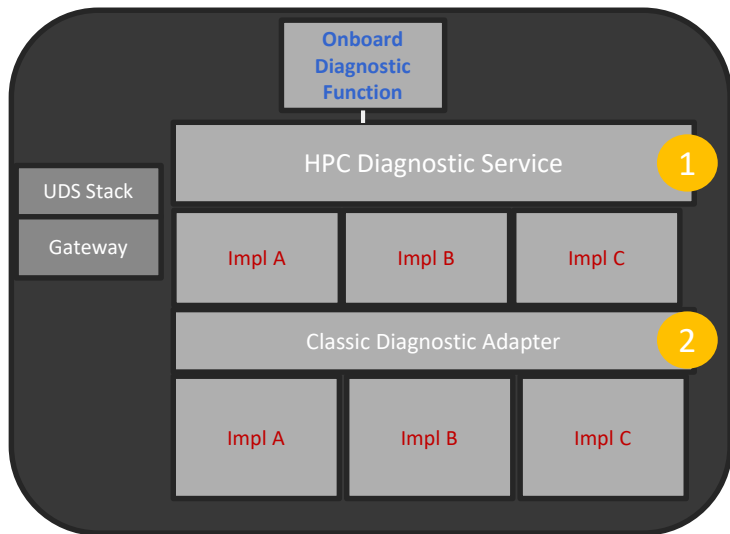 Onboard
Diagnostic
Function
HPC Diagnostic Service
1
UDS Stack
Gateway
Impl A
Impl B
Impl C
Classic Diagnostic Adapter
2
Impl A
Impl B
Impl C